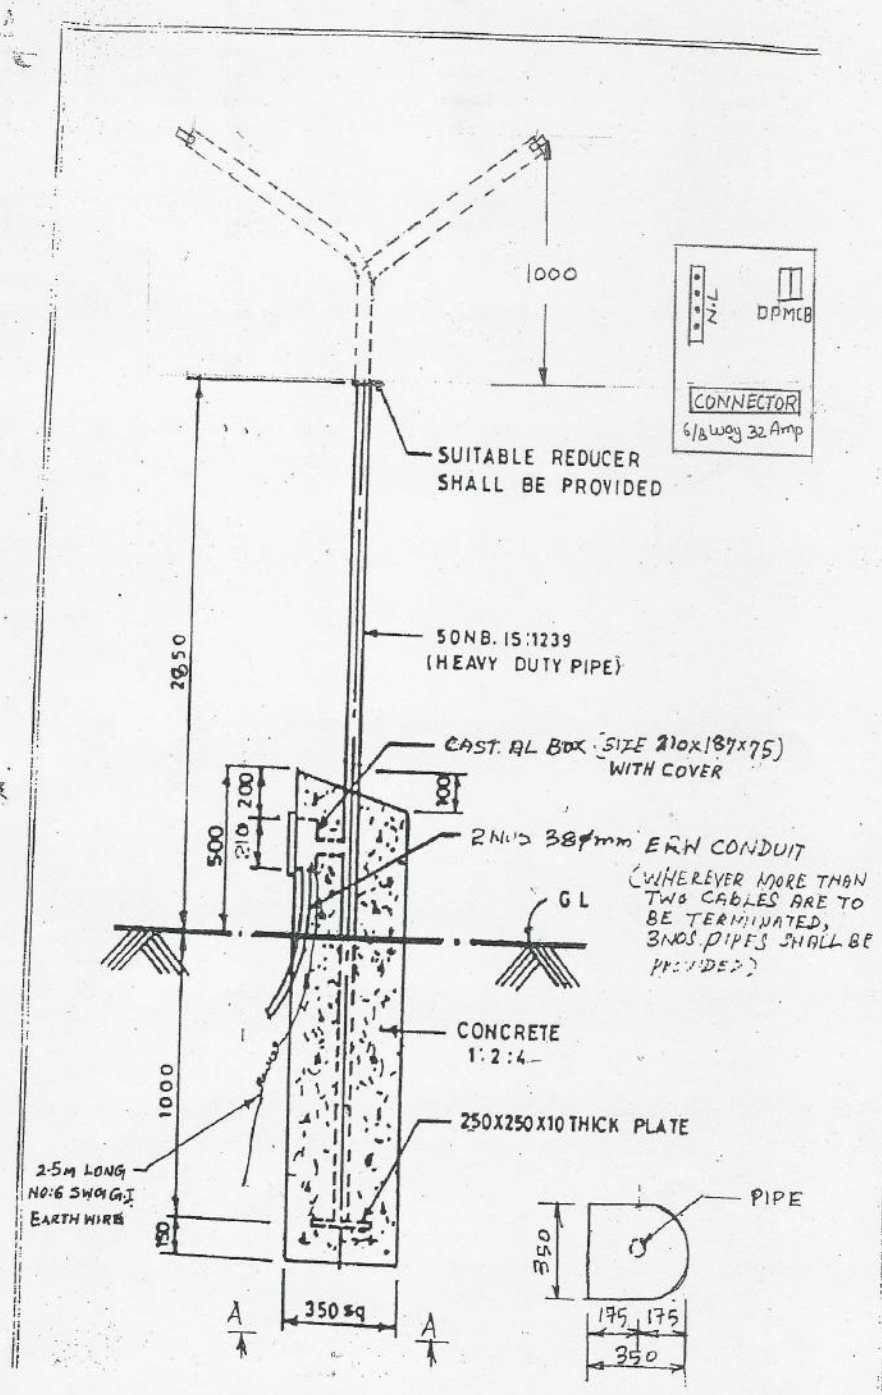 1000
N.L
DPMCB
CONNECTOR
6/8 Way 32 Amp
SUITABLE REDUCER
SHALL BE PROVIDED
2850
50NB. IS:1239
(HEAVY DUTY PIPE)
CAST. AL BOX (SIZE 210X187X75)
WITH COVER
500
200
210
100
2 NOS 38ϕmm ERW CONDUIT
(WHEREVER MORE THAN
TWO CABLES ARE TO
BE TERMINATED,
3NOS. PIPES SHALL BE
PROVIDED)
GL
CONCRETE
1:2:4
1000
250X250X10 THICK PLATE
2.5M LONG
NO:6 SWG G.I
EARTH WIRE
150
350 sq
A
A
PIPE
350
175
175
350